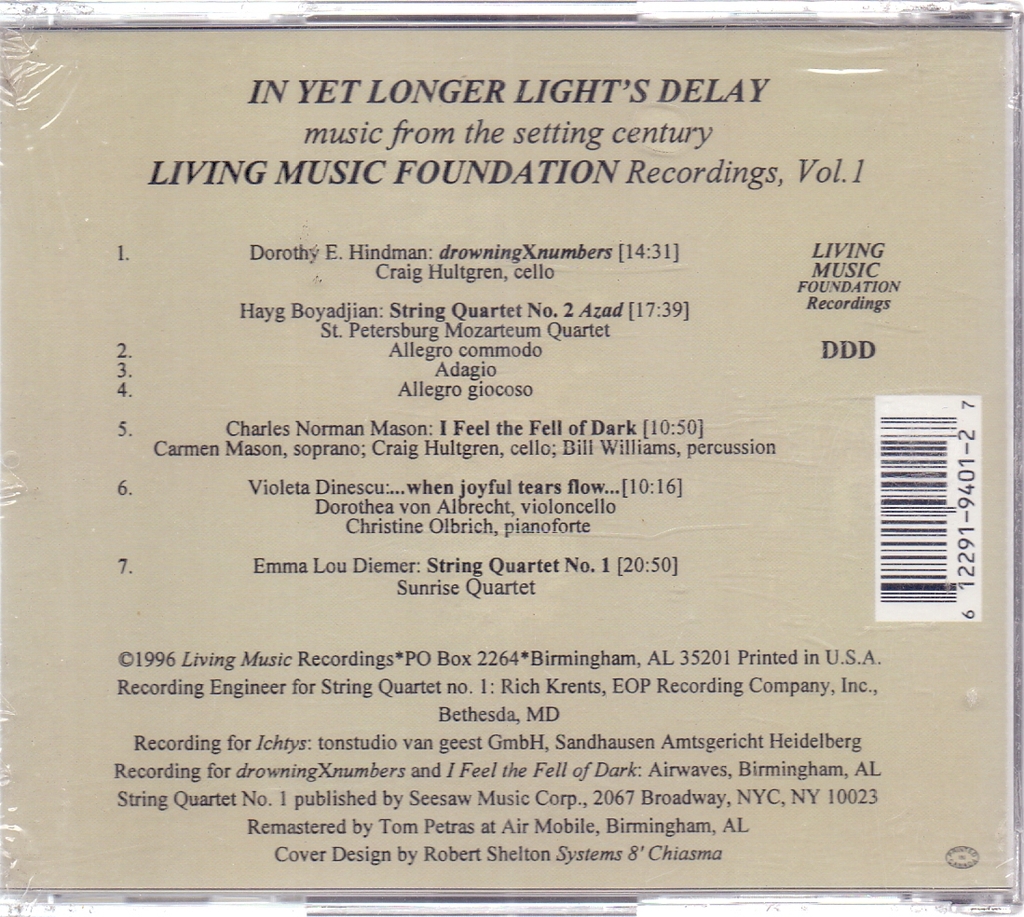 IN YET LONGER LIGHT'S DELAY
music from the setting century
LIVING MUSIC FOUNDATION Recordings, Vol.1
1. Dorothy E. Hindman: drowningXnumbers [14:31]
Craig Hultgren, cello
Hayg Boyadjian: String Quartet No. 2 Azad [17:39]
St. Petersburg Mozarteum Quartet
2. Allegro commodo
3. Adagio
4. Allegro giocoso
5. Charles Norman Mason: I Feel the Fell of Dark [10:50]
Carmen Mason, soprano; Craig Hultgren, cello; Bill Williams, percussion
6. Violeta Dinescu:...when joyful tears flow...[10:16]
Dorothea von Albrecht, violoncello
Christine Olbrich, pianoforte
7. Emma Lou Diemer: String Quartet No. 1 [20:50]
Sunrise Quartet
LIVING
MUSIC
FOUNDATION
Recordings
DDD
6 12291-9401-2 7
©1996 Living Music Recordings*PO Box 2264*Birmingham, AL 35201 Printed in U.S.A.
Recording Engineer for String Quartet no. 1: Rich Krents, EOP Recording Company, Inc.,
Bethesda, MD
Recording for Ichtys: tonstudio van geest GmbH, Sandhausen Amtsgericht Heidelberg
Recording for drowningXnumbers and I Feel the Fell of Dark: Airwaves, Birmingham, AL
String Quartet No. 1 published by Seesaw Music Corp., 2067 Broadway, NYC, NY 10023
Remastered by Tom Petras at Air Mobile, Birmingham, AL
Cover Design by Robert Shelton Systems 8' Chiasma